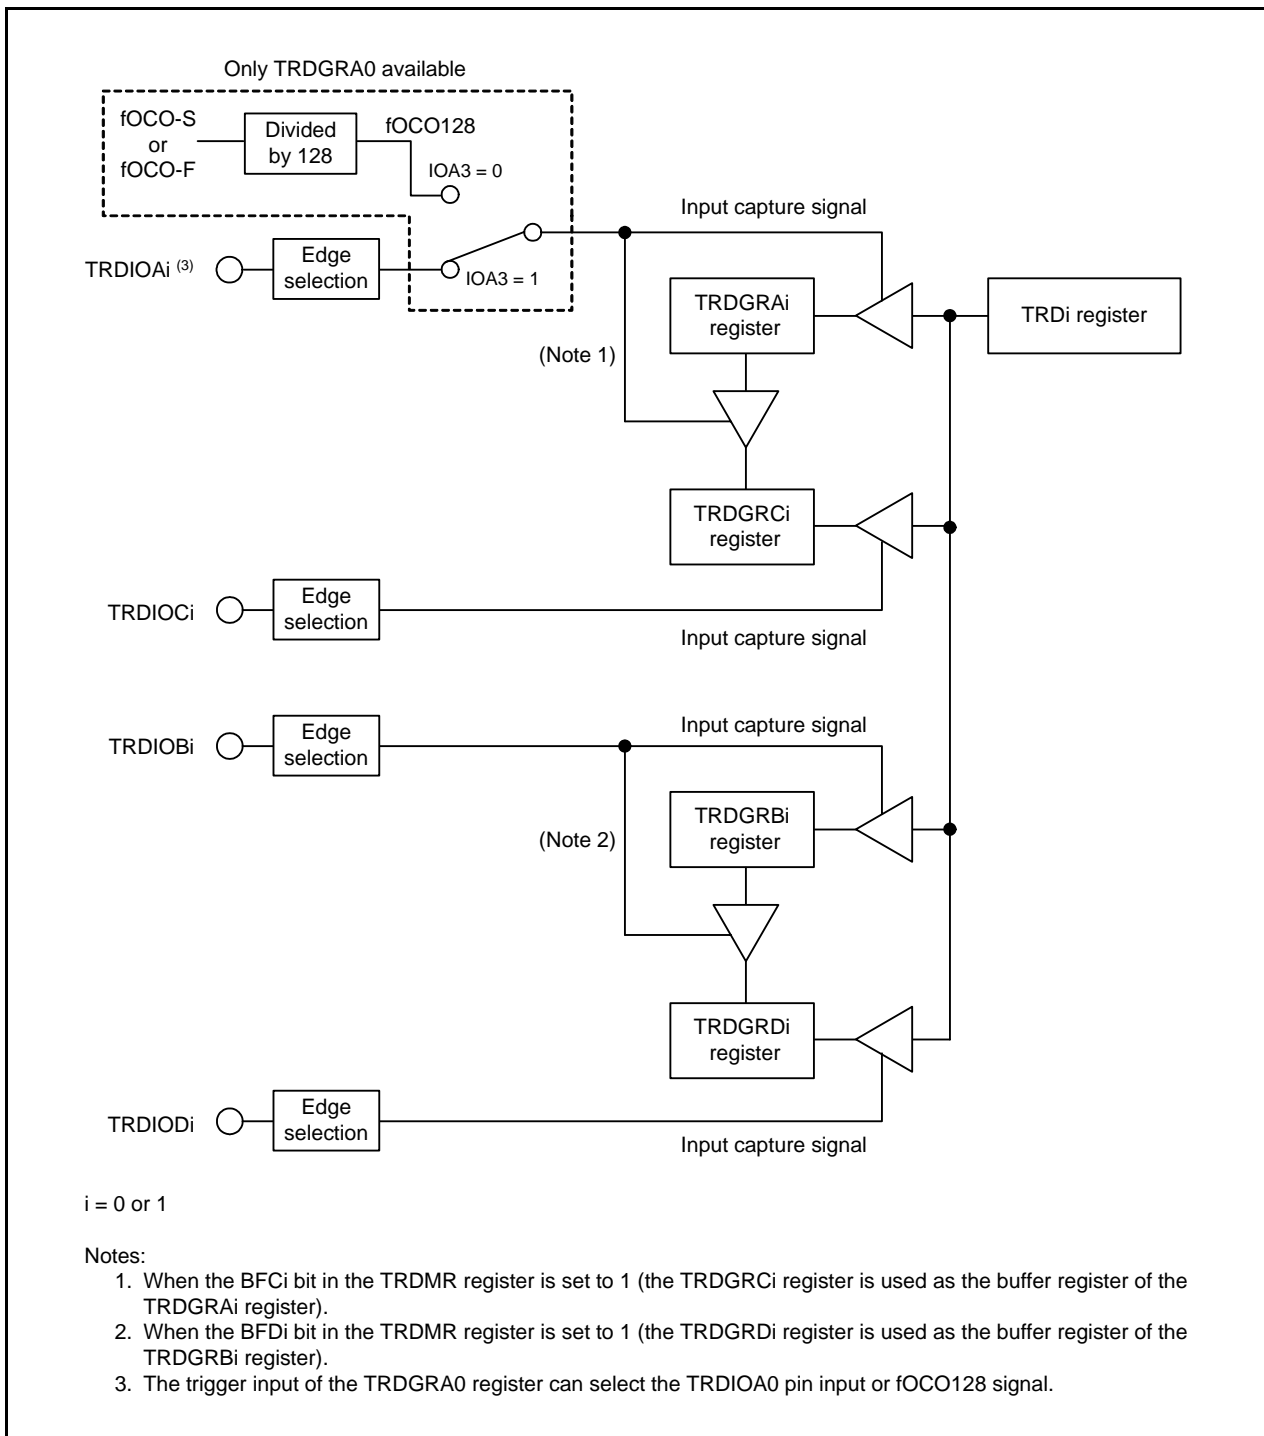 Only TRDGRA0 available
fOCO-S
or
fOCO-F
Divided
by 128
fOCO128
IOA3 = 0
Input capture signal
TRDIOAi (3)
Edge
selection
IOA3 = 1
TRDGRAi
register
TRDi register
(Note 1)
TRDGRCi
register
TRDIOCi
Edge
selection
Input capture signal
TRDIOBi
Edge
selection
Input capture signal
TRDGRBi
register
(Note 2)
TRDGRDi
register
TRDIODi
Edge
selection
Input capture signal
i = 0 or 1
Notes:
1. When the BFCi bit in the TRDMR register is set to 1 (the TRDGRCi register is used as the buffer register of the
TRDGRAi register).
2. When the BFDi bit in the TRDMR register is set to 1 (the TRDGRDi register is used as the buffer register of the
TRDGRBi register).
3. The trigger input of the TRDGRA0 register can select the TRDIOA0 pin input or fOCO128 signal.